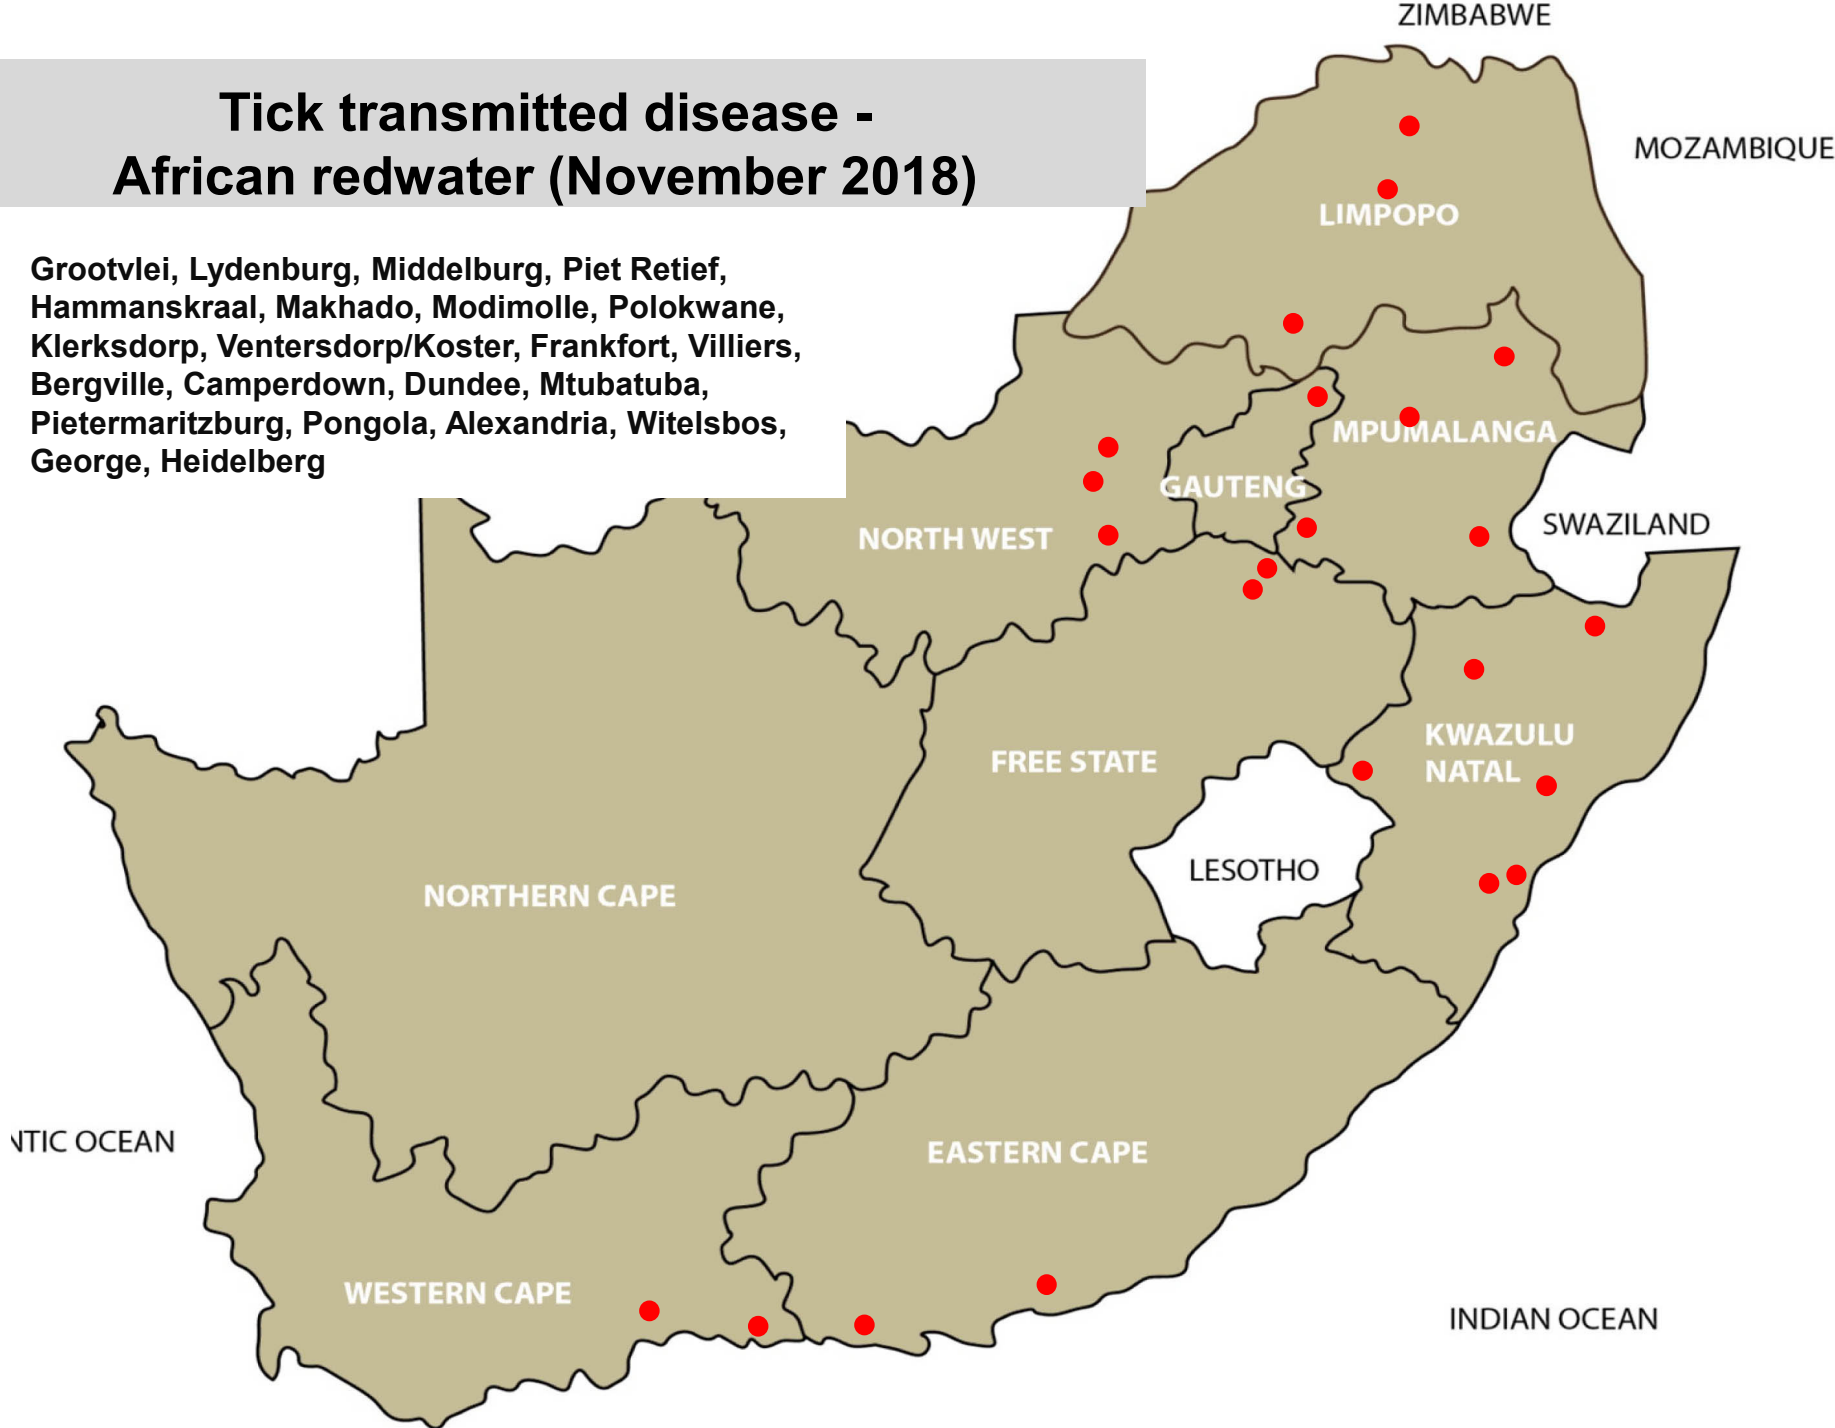 ZIMBABWE
Tick transmitted disease -
African redwater (November 2018)
MOZAMBIQUE
LIMPOPO
Grootvlei, Lydenburg, Middelburg, Piet Retief,
Hammanskraal, Makhado, Modimolle, Polokwane,
Klerksdorp, Ventersdorp/Koster, Frankfort, Villiers,
Bergville, Camperdown, Dundee, Mtubatuba,
Pietermaritzburg, Pongola, Alexandria, Witelsbos,
George, Heidelberg
MPUMALANGA
GAUTENG
SWAZILAND
NORTH WEST
KWAZULU
NATAL
FREE STATE
LESOTHO
NORTHERN CAPE
NTIC OCEAN
EASTERN CAPE
WESTERN CAPE
INDIAN OCEAN